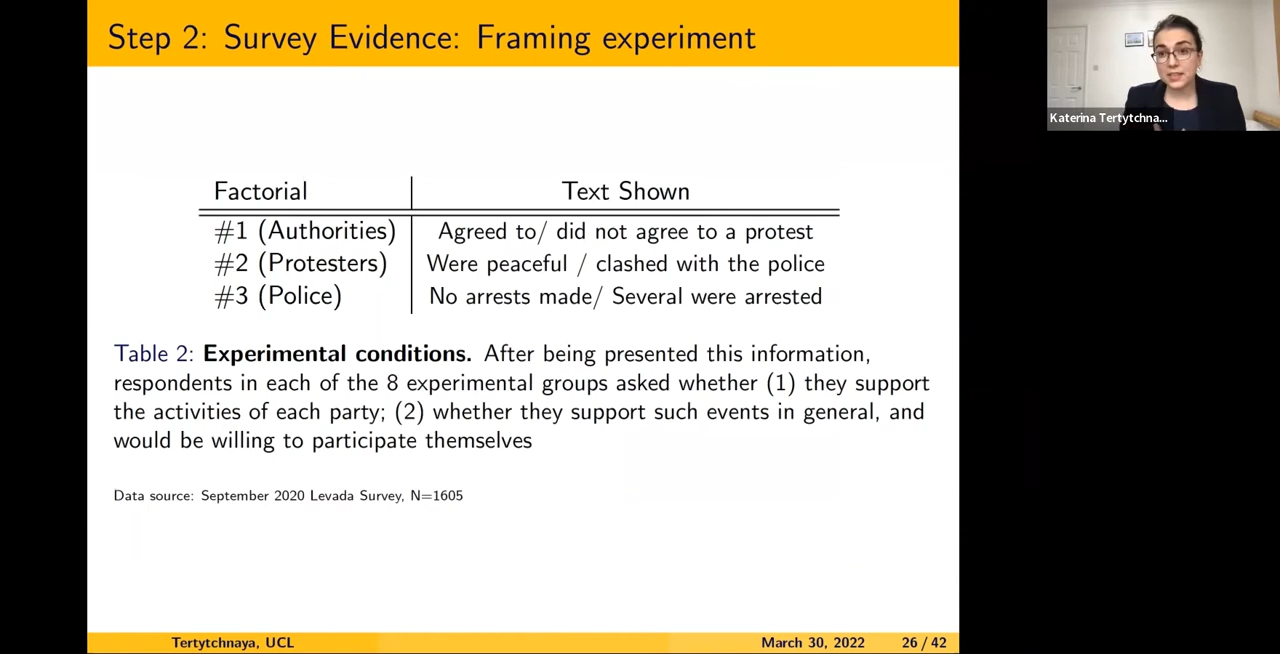 Step 2: Survey Evidence: Framing experiment
Katerina Tertytchna...
Factorial Text Shown
#1 (Authorities) Agreed to/ did not agree to a protest
#2 (Protesters) Were peaceful / clashed with the police
#3 (Police) No arrests made/ Several were arrested
Table 2: Experimental conditions. After being presented this information,
respondents in each of the 8 experimental groups asked whether (1) they support
the activities of each party; (2) whether they support such events in general, and
would be willing to participate themselves
Data source: September 2020 Levada Survey, N=1605
Tertytchnaya, UCL March 30, 2022 26 / 42